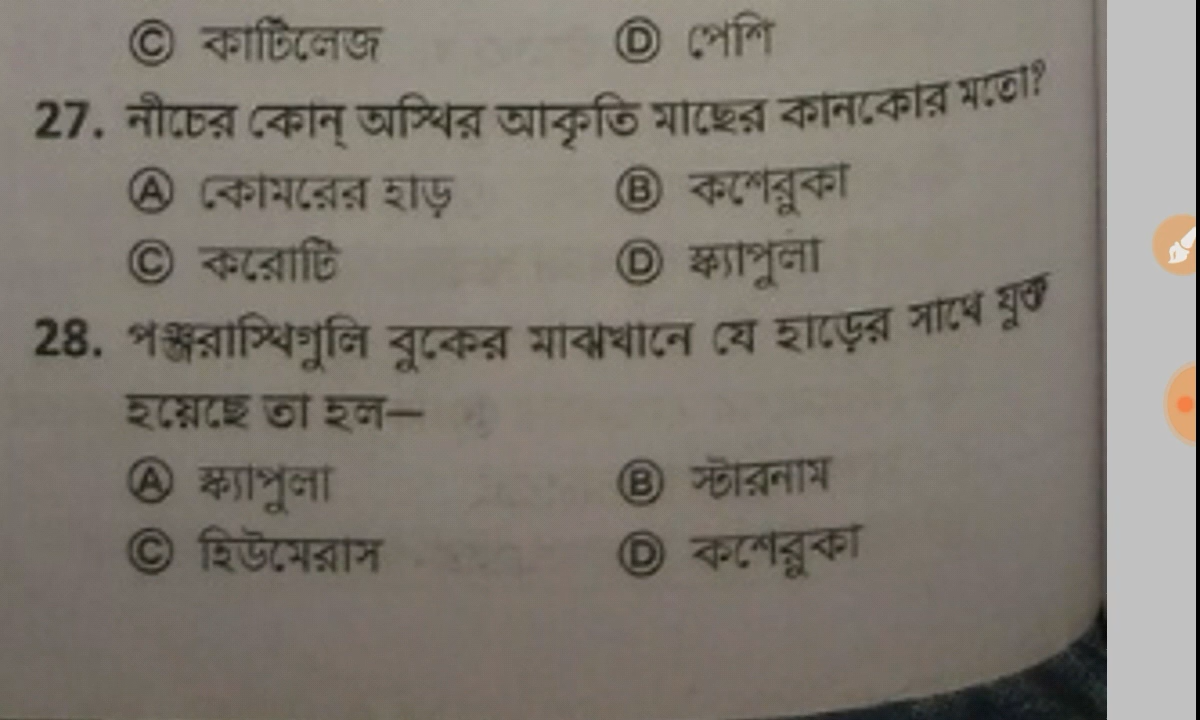 Ⓒ কার্টিলেজ Ⓓ পেশি
27. নীচের কোন্ অস্থির আকৃতি মাছের কানকোর মতো?
Ⓐ কোমরের হাড় Ⓑ কশেরুকা
Ⓒ করোটি Ⓓ স্ক্যাপুলা
28. পঞ্জরাস্থিগুলি বুকের মাঝখানে যে হাড়ের সাথে যুক্ত
হয়েছে তা হল—
Ⓐ স্ক্যাপুলা Ⓑ স্টারনাম
Ⓒ হিউমেরাস Ⓓ কশেরুকা